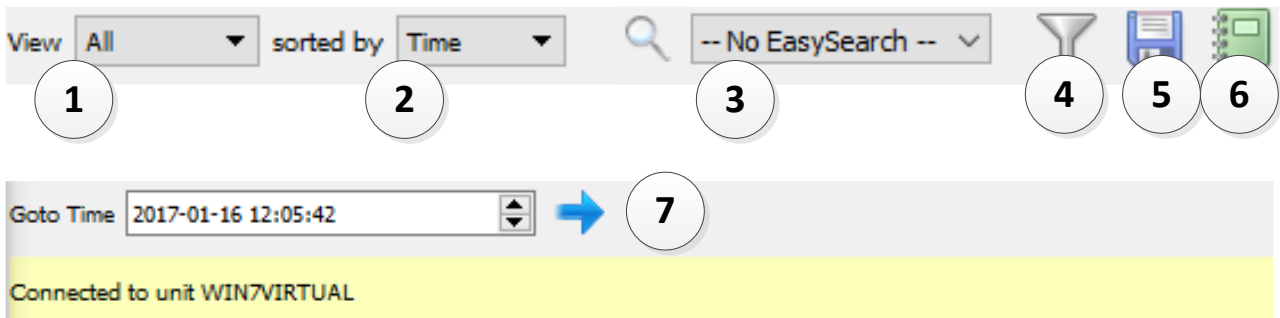 View All sorted by Time -- No EasySearch --
1 2 3 4 5 6
Goto Time 2017-01-16 12:05:42 7
Connected to unit WIN7VIRTUAL